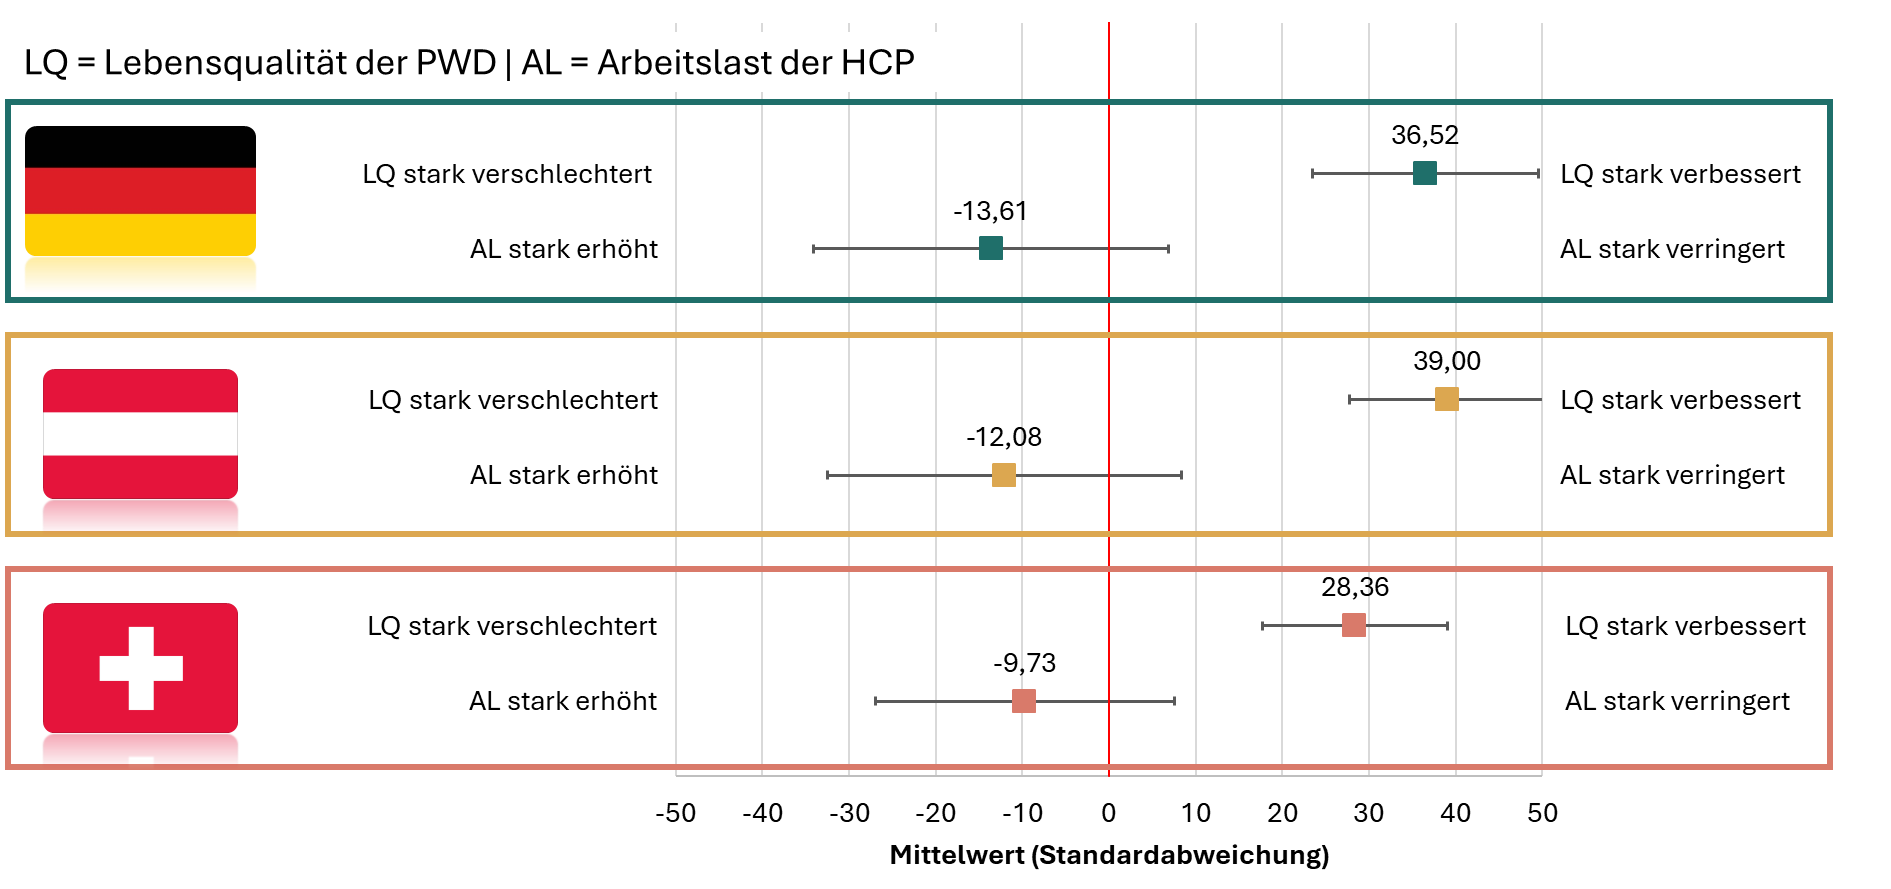 LQ = Lebensqualität der PWD | AL = Arbeitslast der HCP
36,52
LQ stark verschlechtert LQ stark verbessert
-13,61
AL stark erhöht AL stark verringert
39,00
LQ stark verschlechtert LQ stark verbessert
-12,08
AL stark erhöht AL stark verringert
28,36
LQ stark verschlechtert LQ stark verbessert
-9,73
AL stark erhöht AL stark verringert
-50 -40 -30 -20 -10 0 10 20 30 40 50
Mittelwert (Standardabweichung)